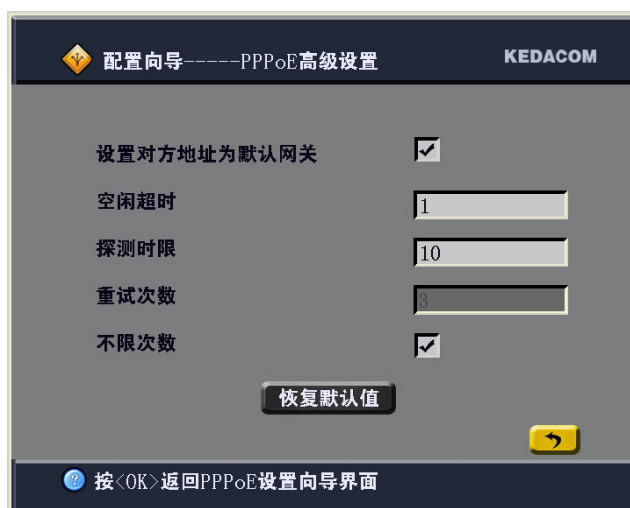 配置向导-----PPPoE高级设置 KEDACOM
设置对方地址为默认网关
空闲超时 1
探测时限 10
重试次数 3
不限次数
恢复默认值
按<OK>返回PPPoE设置向导界面